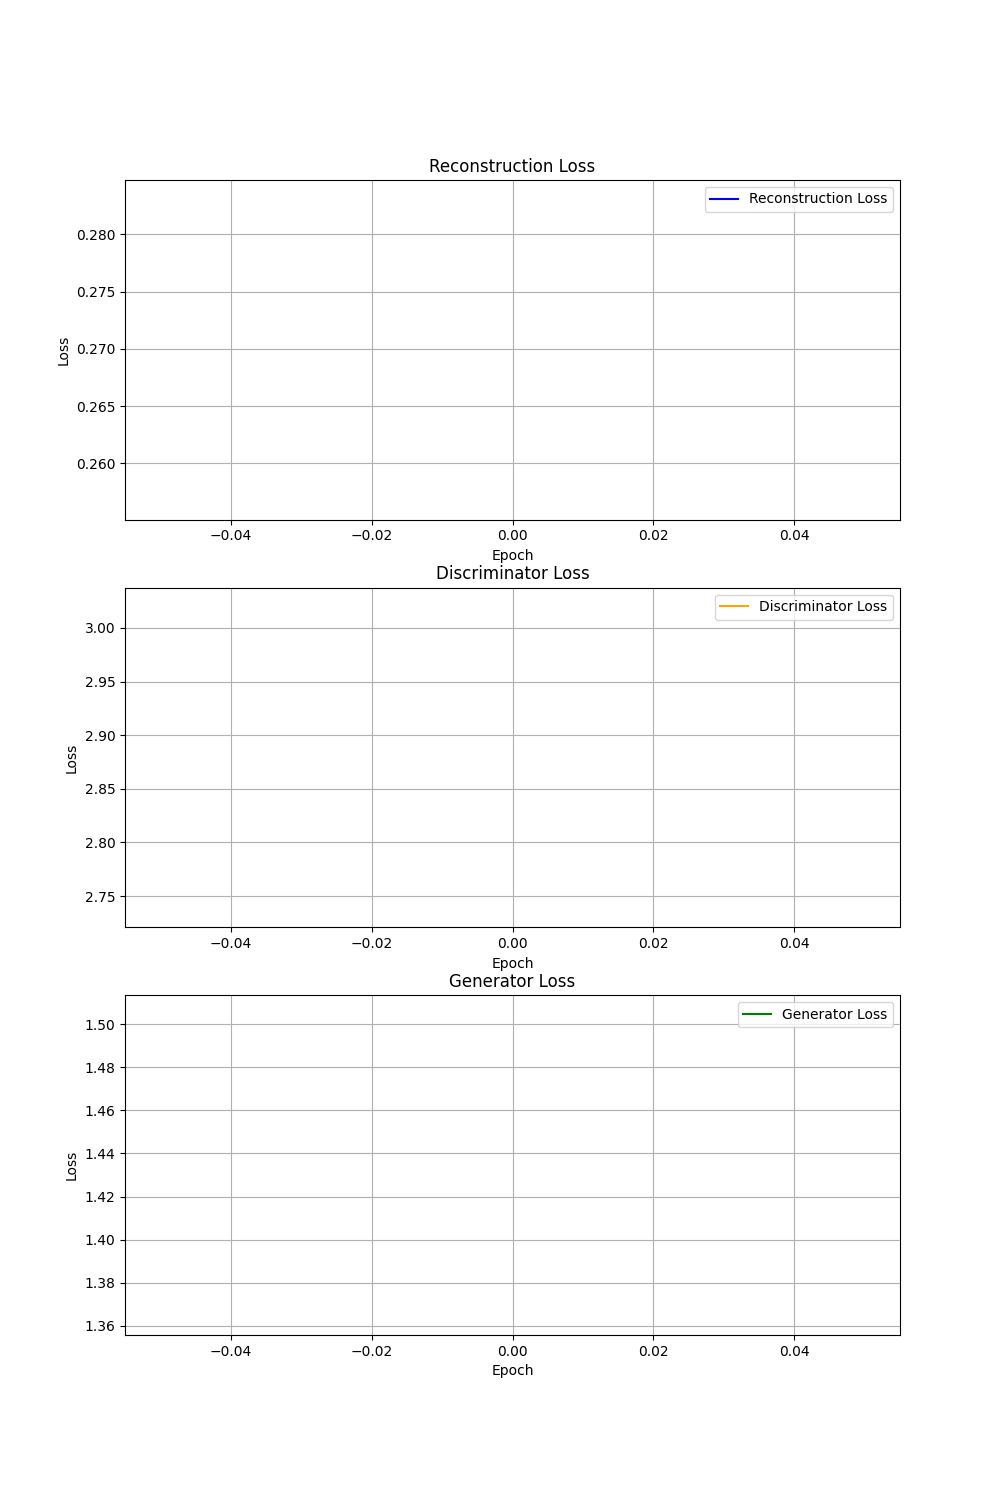 Reconstruction Loss
Reconstruction Loss
0.280
0.275
0.270
0.265
0.260
Loss
−0.04 −0.02 0.00 0.02 0.04
Epoch
Discriminator Loss
Discriminator Loss
3.00
2.95
2.90
2.85
2.80
2.75
Loss
−0.04 −0.02 0.00 0.02 0.04
Epoch
Generator Loss
Generator Loss
1.50
1.48
1.46
1.44
1.42
1.40
1.38
1.36
Loss
−0.04 −0.02 0.00 0.02 0.04
Epoch